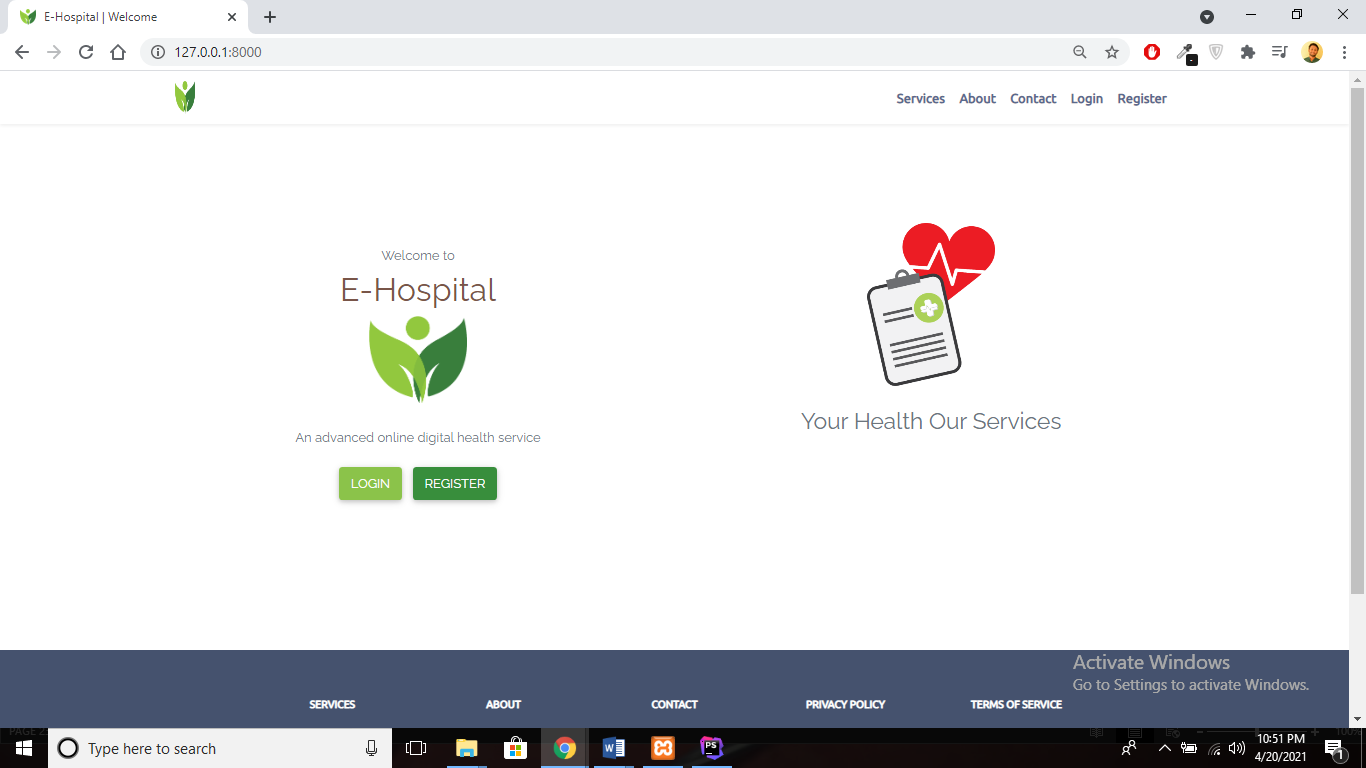 E-Hospital | Welcome
127.0.0.1:8000
Services About Contact Login Register
Welcome to
E-Hospital
An advanced online digital health service
LOGIN REGISTER
Your Health Our Services
Activate Windows
Go to Settings to activate Windows.
SERVICES ABOUT CONTACT PRIVACY POLICY TERMS OF SERVICE
Type here to search
PS
10:51 PM
4/20/2021
1